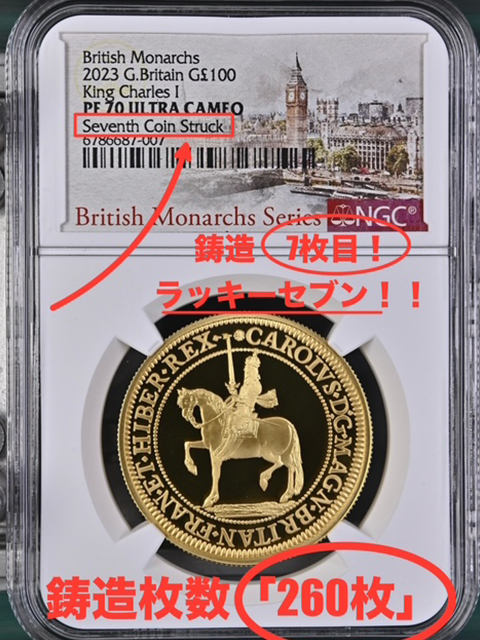 British Monarchs
2023 G.Britain G£100
King Charles I
PF 70 ULTRA CAMEO
Seventh Coin Struck
6786687-007
British Monarchs Series NGC®
鋳造 7枚目！
ラッキーセブン！！
·CAROLVS·D:G·MAGN·BRITAN·FRAN·ET·HIBER·REX·
鋳造枚数「260枚」